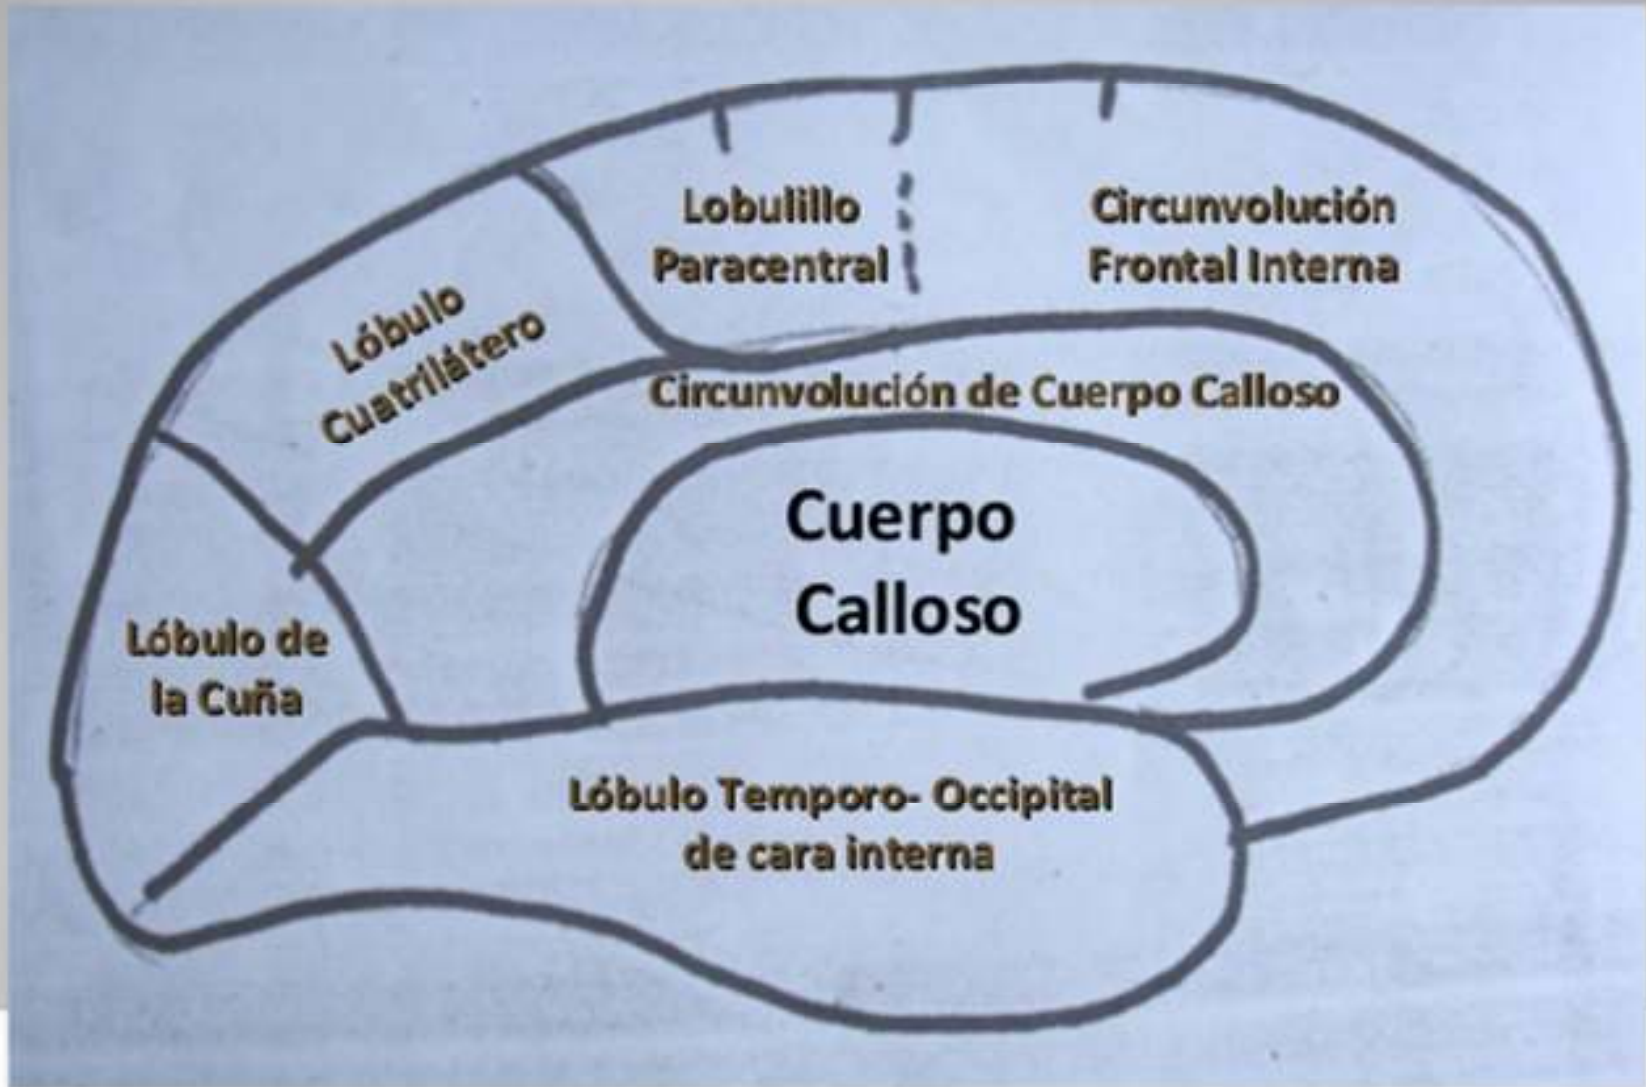 Lobulillo
Paracentral
Circunvolución
Frontal Interna
Lóbulo
Cuatrilátero
Circunvolución de Cuerpo Calloso
Cuerpo
Calloso
Lóbulo de
la Cuña
Lóbulo Temporo- Occipital
de cara interna